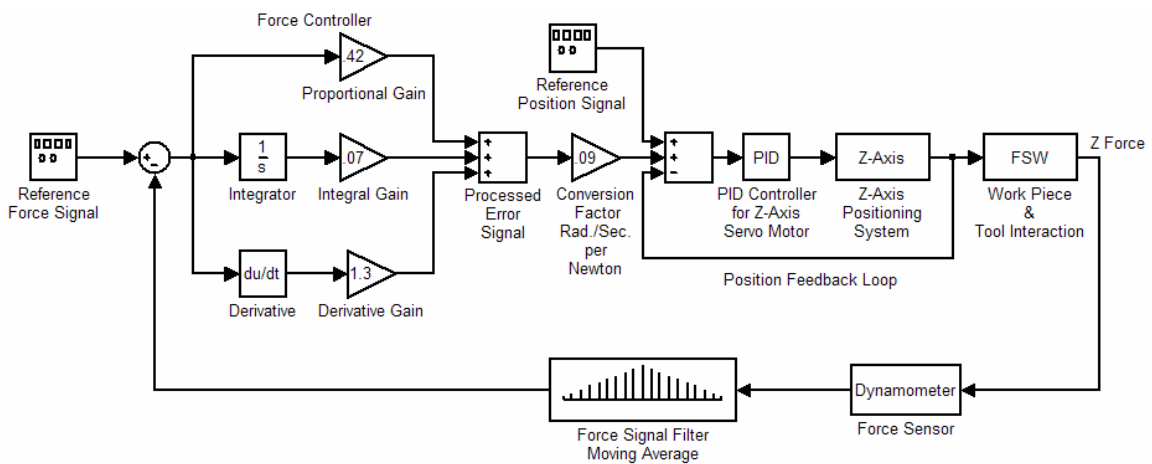 Force Controller
.42
Proportional Gain
Reference
Position Signal
Reference
Force Signal
+
-
1
s
Integrator
.07
Integral Gain
+
+
+
Processed
Error
Signal
.09
Conversion
Factor
Rad./Sec.
per
Newton
+
+
-
PID
PID Controller
for Z-Axis
Servo Motor
Z-Axis
Z-Axis
Positioning
System
FSW
Work Piece
&
Tool Interaction
Z Force
du/dt
Derivative
1.3
Derivative Gain
Position Feedback Loop
Force Signal Filter
Moving Average
Dynamometer
Force Sensor